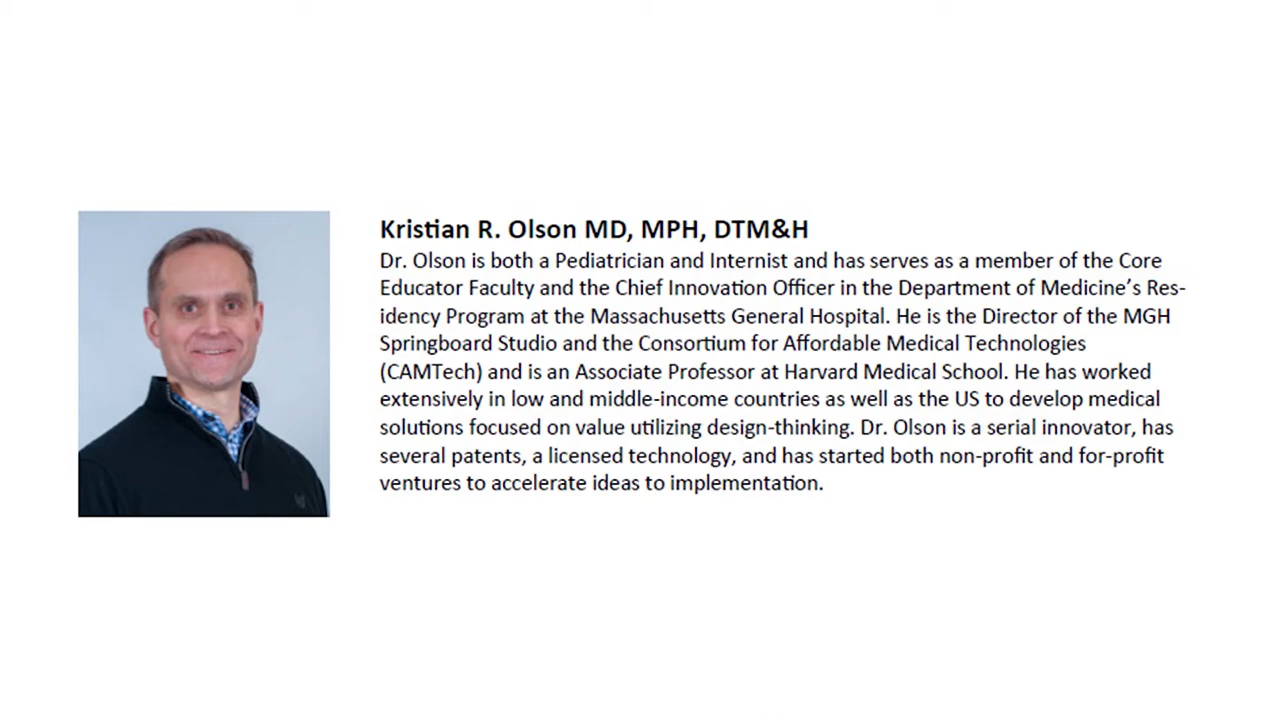 Kristian R. Olson MD, MPH, DTM&H
Dr. Olson is both a Pediatrician and Internist and has serves as a member of the Core
Educator Faculty and the Chief Innovation Officer in the Department of Medicine’s Res-
idency Program at the Massachusetts General Hospital. He is the Director of the MGH
Springboard Studio and the Consortium for Affordable Medical Technologies
(CAMTech) and is an Associate Professor at Harvard Medical School. He has worked
extensively in low and middle-income countries as well as the US to develop medical
solutions focused on value utilizing design-thinking. Dr. Olson is a serial innovator, has
several patents, a licensed technology, and has started both non-profit and for-profit
ventures to accelerate ideas to implementation.